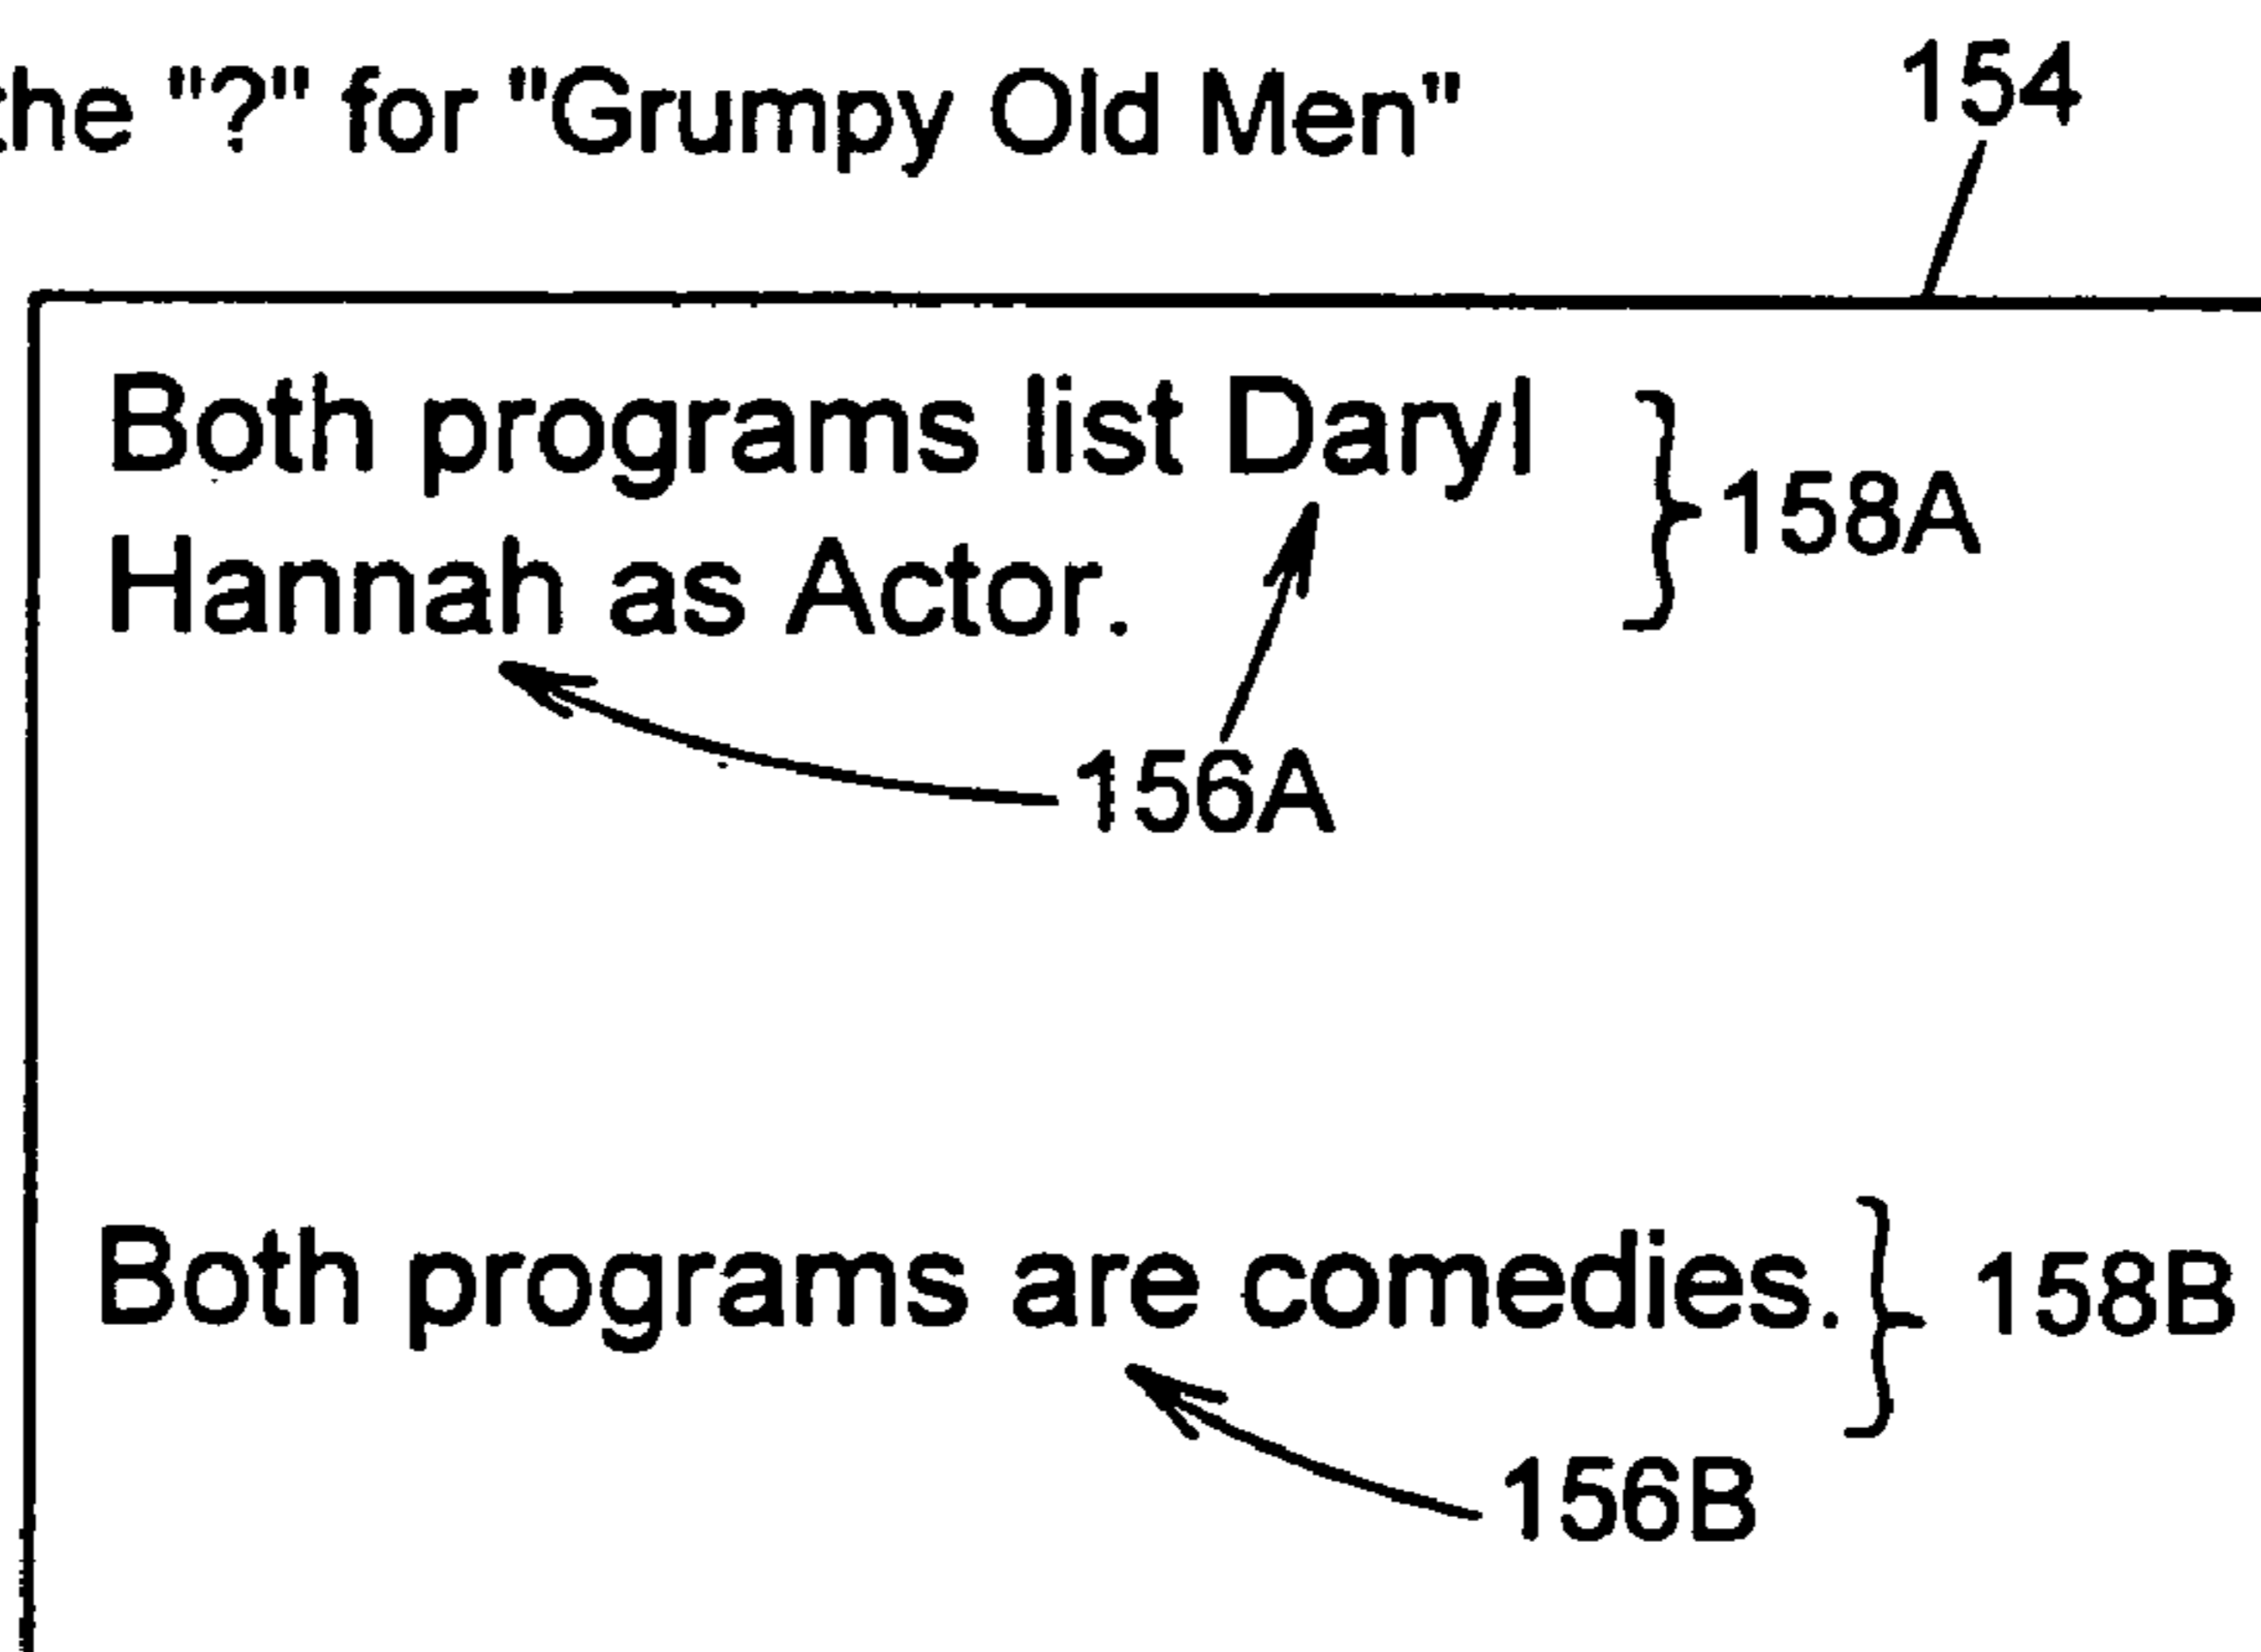 the "?" for "Grumpy Old Men"
154
Both programs list Daryl
158A
Hannah as Actor.
156A
Both programs are comedies.
158B
156B